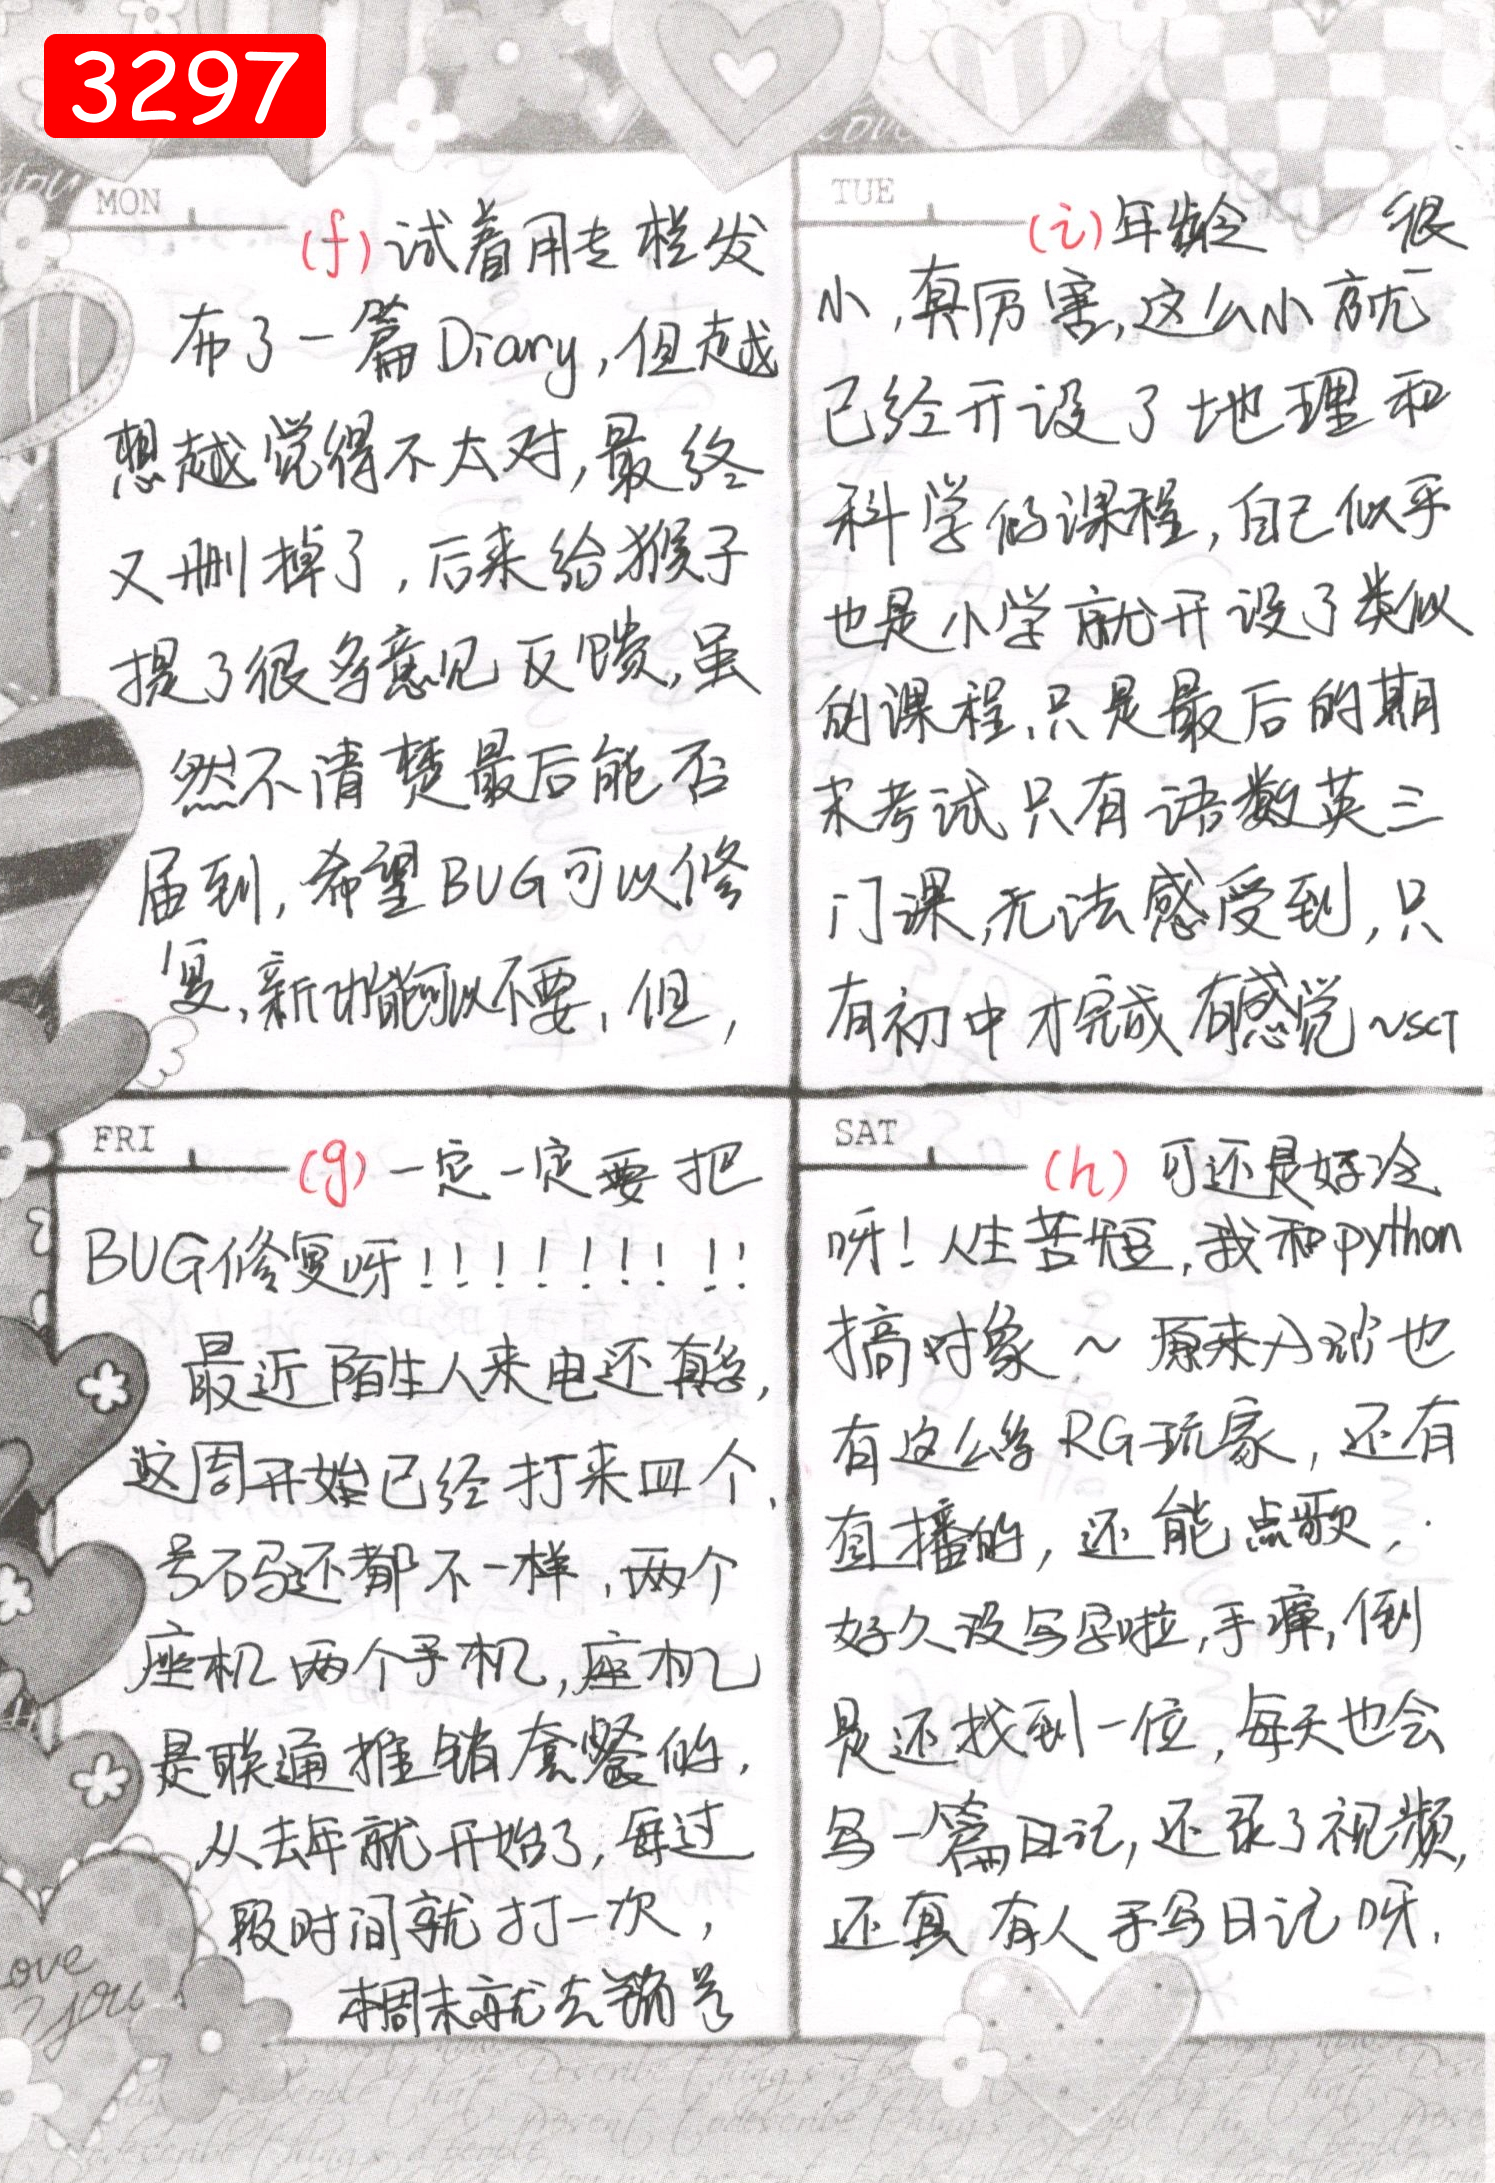 3297
MON
(f) 试着用专栏发
布了一篇Diary,但越
想越觉得不太对,最终
又删掉了,后来给猴子
提了很多意见反馈,虽
然不清楚最后能否
届到,希望BUG可以修
复,新功能可以不要,但,
TUE
(i) 年龄 很
小,真厉害,这么小就
已经开设了地理和
科学的课程,自己似乎
也是小学就开设了类似
的课程,只是最后的期
末考试只有语数英三
门课,无法感受到,只
有初中才完成有感觉~
FRI
(g) 一定一定要把
BUG修复呀!!!!!!!!!
最近陌生人来电还真多,
这周开始已经打来四个,
号码还都不一样,两个
座机两个手机,座机
是联通推销套餐的,
从去年就开始了,每过
段时间就打一次,
本周末就去销号
SAT
(h) 可还是好冷
呀!人生苦短,我和python
搞对象~原来 也
有这么多RG玩家,还有
直播的,还能点歌,
好久没写字啦,手痒,倒
是还找到一位,每天也会
写一篇日记,还录了视频,
还真有人手写日记呀.
love
you